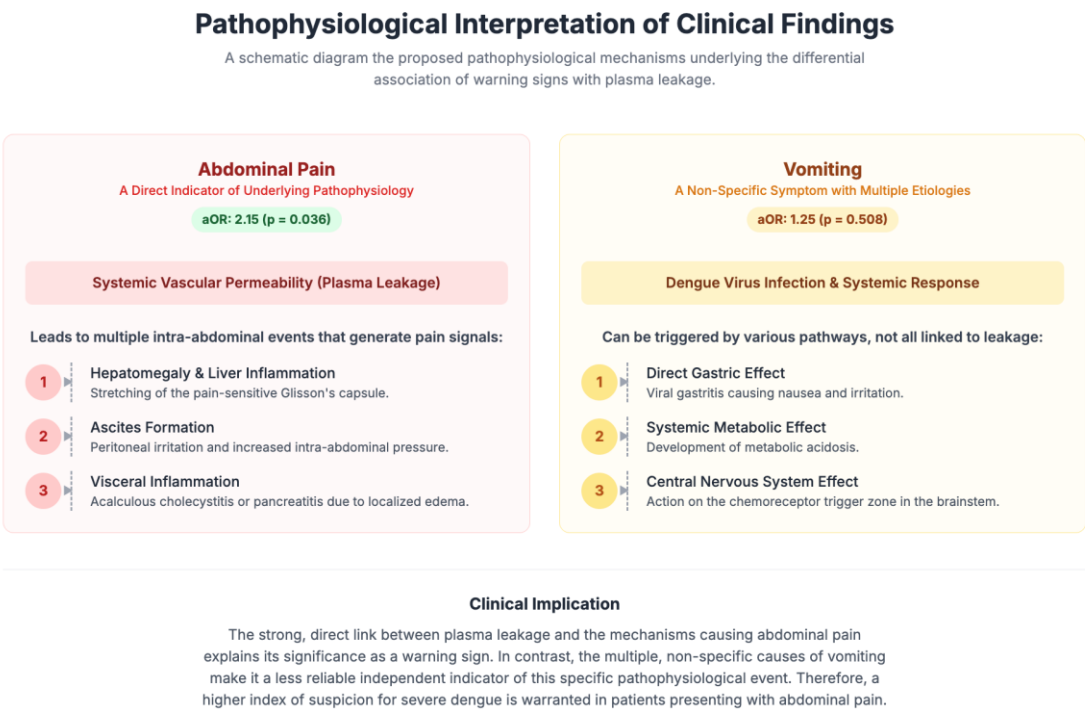 Pathophysiological Interpretation of Clinical Findings
A schematic diagram the proposed pathophysiological mechanisms underlying the differential
association of warning signs with plasma leakage.
Abdominal Pain
A Direct Indicator of Underlying Pathophysiology
aOR: 2.15 (p = 0.036)
Systemic Vascular Permeability (Plasma Leakage)
Leads to multiple intra-abdominal events that generate pain signals:
1
Hepatomegaly & Liver Inflammation
Stretching of the pain-sensitive Glisson's capsule.
2
Ascites Formation
Peritoneal irritation and increased intra-abdominal pressure.
3
Visceral Inflammation
Acalculous cholecystitis or pancreatitis due to localized edema.
Vomiting
A Non-Specific Symptom with Multiple Etiologies
aOR: 1.25 (p = 0.508)
Dengue Virus Infection & Systemic Response
Can be triggered by various pathways, not all linked to leakage:
1
Direct Gastric Effect
Viral gastritis causing nausea and irritation.
2
Systemic Metabolic Effect
Development of metabolic acidosis.
3
Central Nervous System Effect
Action on the chemoreceptor trigger zone in the brainstem.
Clinical Implication
The strong, direct link between plasma leakage and the mechanisms causing abdominal pain
explains its significance as a warning sign. In contrast, the multiple, non-specific causes of vomiting
make it a less reliable independent indicator of this specific pathophysiological event. Therefore, a
higher index of suspicion for severe dengue is warranted in patients presenting with abdominal pain.